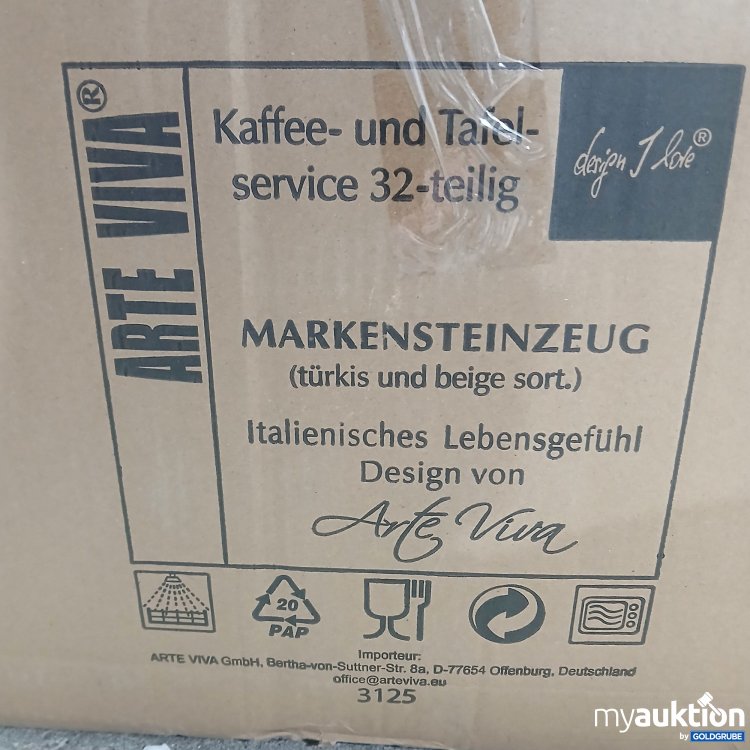 ARTE VIVA®
Kaffee- und Tafel-
service 32-teilig
design I love®
MARKENSTEINZEUG
(türkis und beige sort.)
Italienisches Lebensgefühl
Design von
Arte Viva
20
PAP
Importeur:
ARTE VIVA GmbH, Bertha-von-Suttner-Str. 8a, D-77654 Offenburg, Deutschland
office@arteviva.eu
3125
myauktion
by GOLDGRUBE